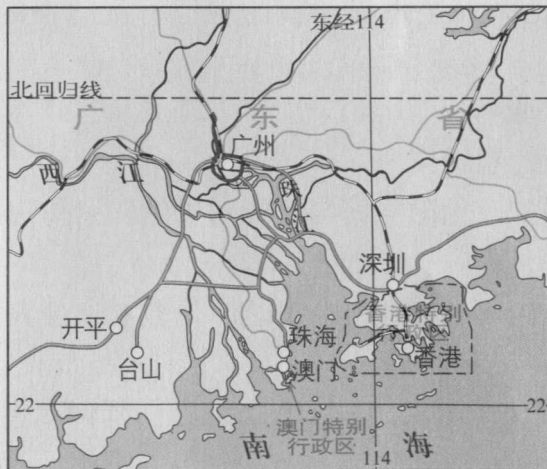 东经114
北回归线
广东省
广州
西江
珠江
深圳
香港特别
行政区
开平
珠海
香港
台山
澳门
22
22
澳门特别
行政区
南海
114